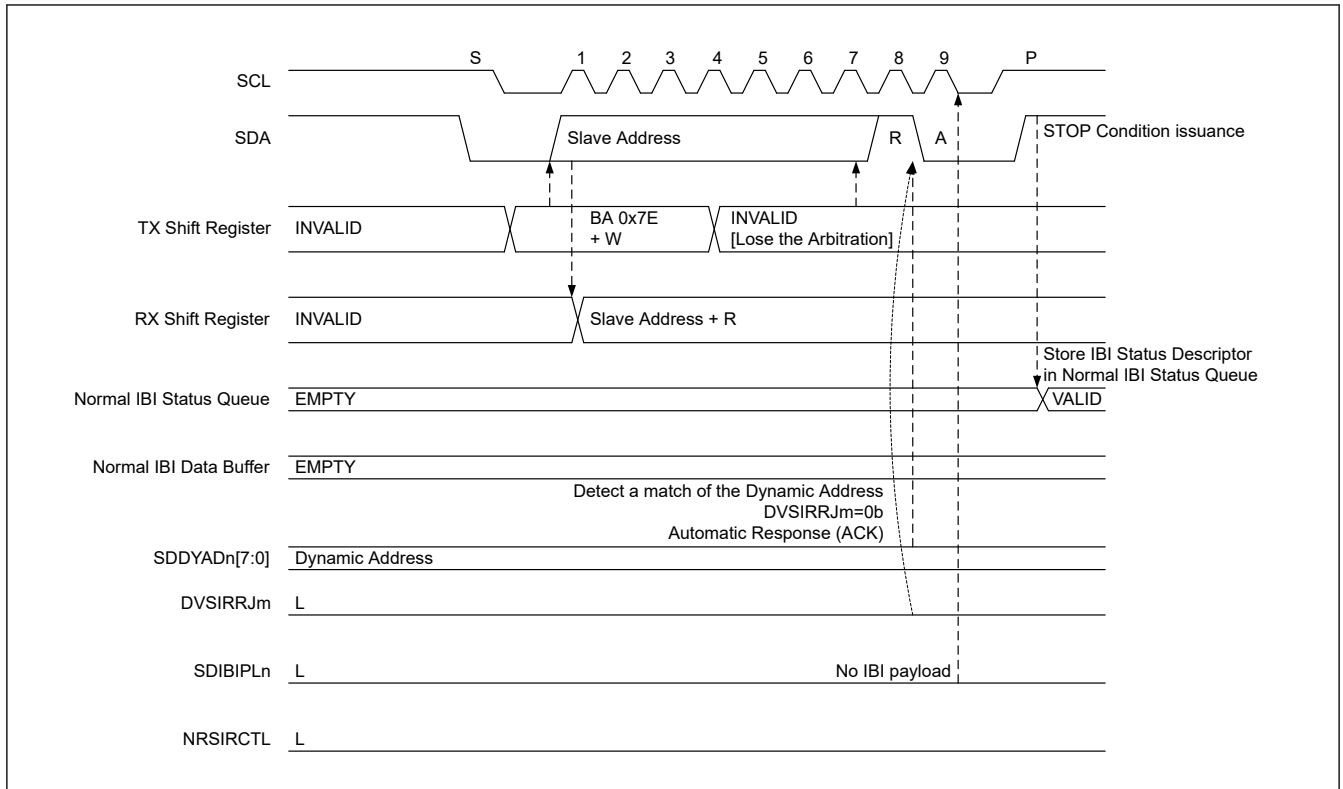 S 1 2 3 4 5 6 7 8 9 P
SCL
SDA
Slave Address
R
A
STOP Condition issuance
TX Shift Register
INVALID
BA 0x7E
+ W
INVALID
[Lose the Arbitration]
RX Shift Register
INVALID
Slave Address + R
Store IBI Status Descriptor
in Normal IBI Status Queue
Normal IBI Status Queue
EMPTY
VALID
Normal IBI Data Buffer
EMPTY
Detect a match of the Dynamic Address
DVSIRRJm=0b
Automatic Response (ACK)
SDDYADn[7:0]
Dynamic Address
DVSIRRJm
L
SDIBIPLn
L
No IBI payload
NRSIRCTL
L